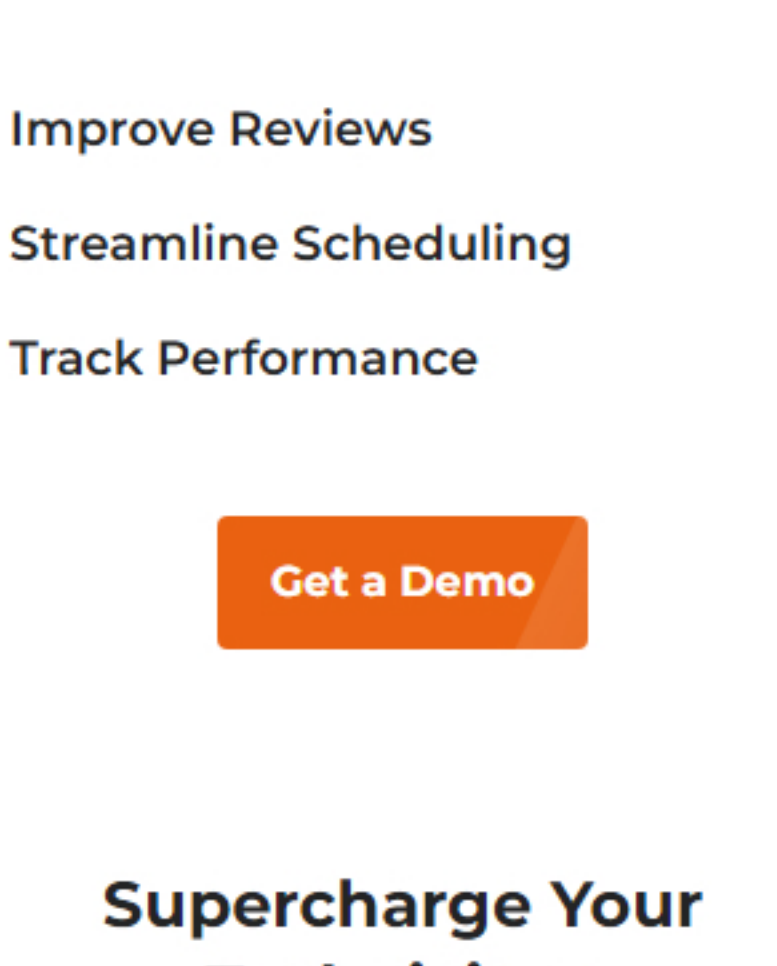 Improve Reviews
Streamline Scheduling
Track Performance
Get a Demo
Supercharge Your